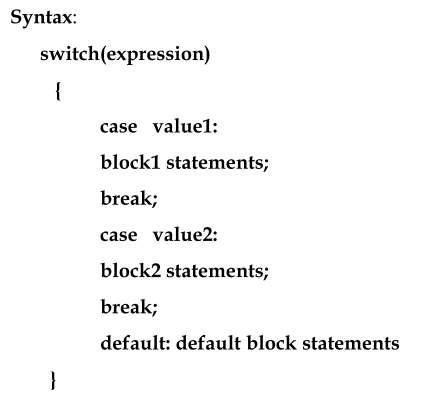 Syntax:
switch(expression)
{
case value1:
block1 statements;
break;
case value2:
block2 statements;
break;
default: default block statements
}